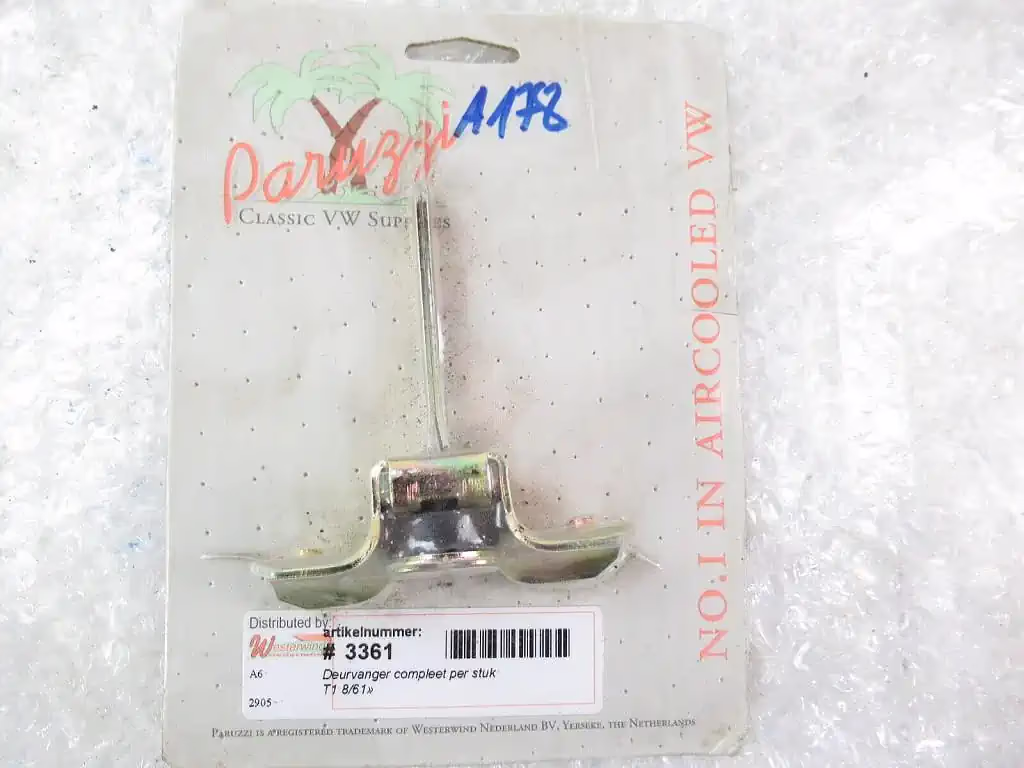 Paruzzi
A178
CLASSIC VW SUPPLIES
NO.1 IN AIRCOOLED VW
Distributed by:
Westerwind
artikelnummer:
# 3361
A6
Deurvanger compleet per stuk
T1 8/61»
2905
PARUZZI IS A REGISTERED TRADEMARK OF WESTERWIND NEDERLAND BV, YERSEKE, THE NETHERLANDS